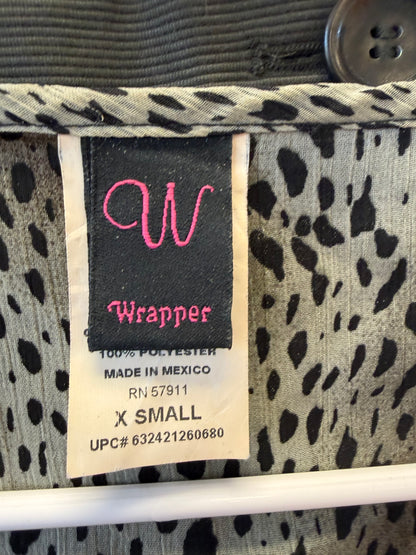 W
Wrapper
100% POLYESTER
MADE IN MEXICO
RN 57911
X SMALL
UPC# 632421260680